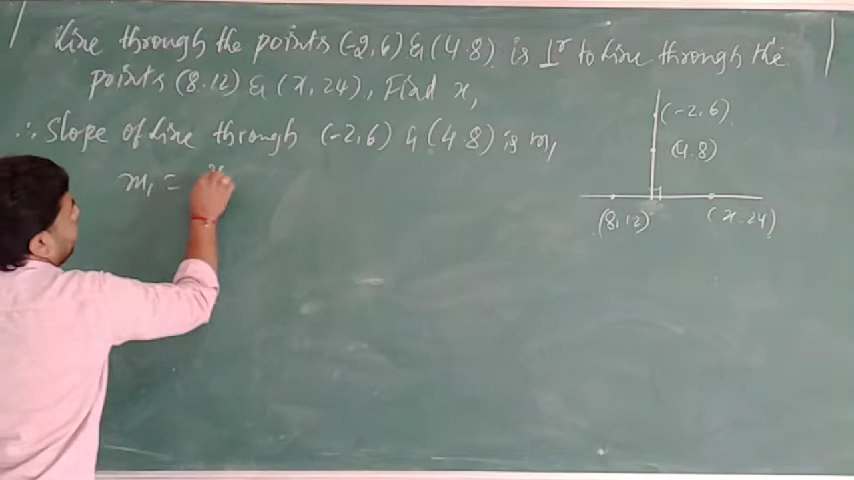 Line through the points (-2,6) & (4.8) is ⊥r to line through the
points (8.12) & (x, 24), Find x,
∴ Slope of line through (-2,6) & (4 8) is m₁
m₁ =
(-2,6)
(4.8)
(8,12)
(x.24)